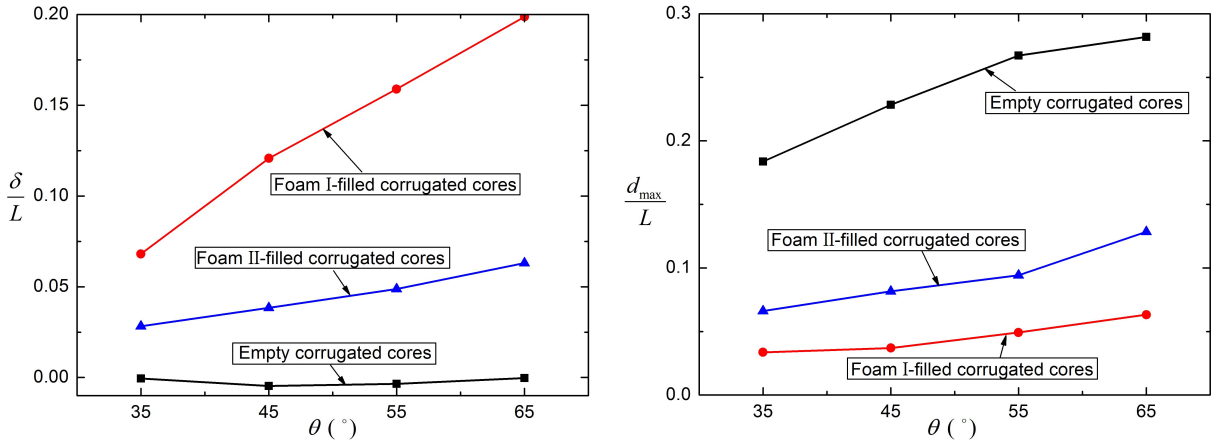 0.20
0.15
0.10
0.05
0.00
δ/L
Foam I-filled corrugated cores
Foam II-filled corrugated cores
Empty corrugated cores
35 45 55 65
θ (°)
0.3
0.2
0.1
0.0
d_max/L
Empty corrugated cores
Foam II-filled corrugated cores
Foam I-filled corrugated cores
35 45 55 65
θ (°)